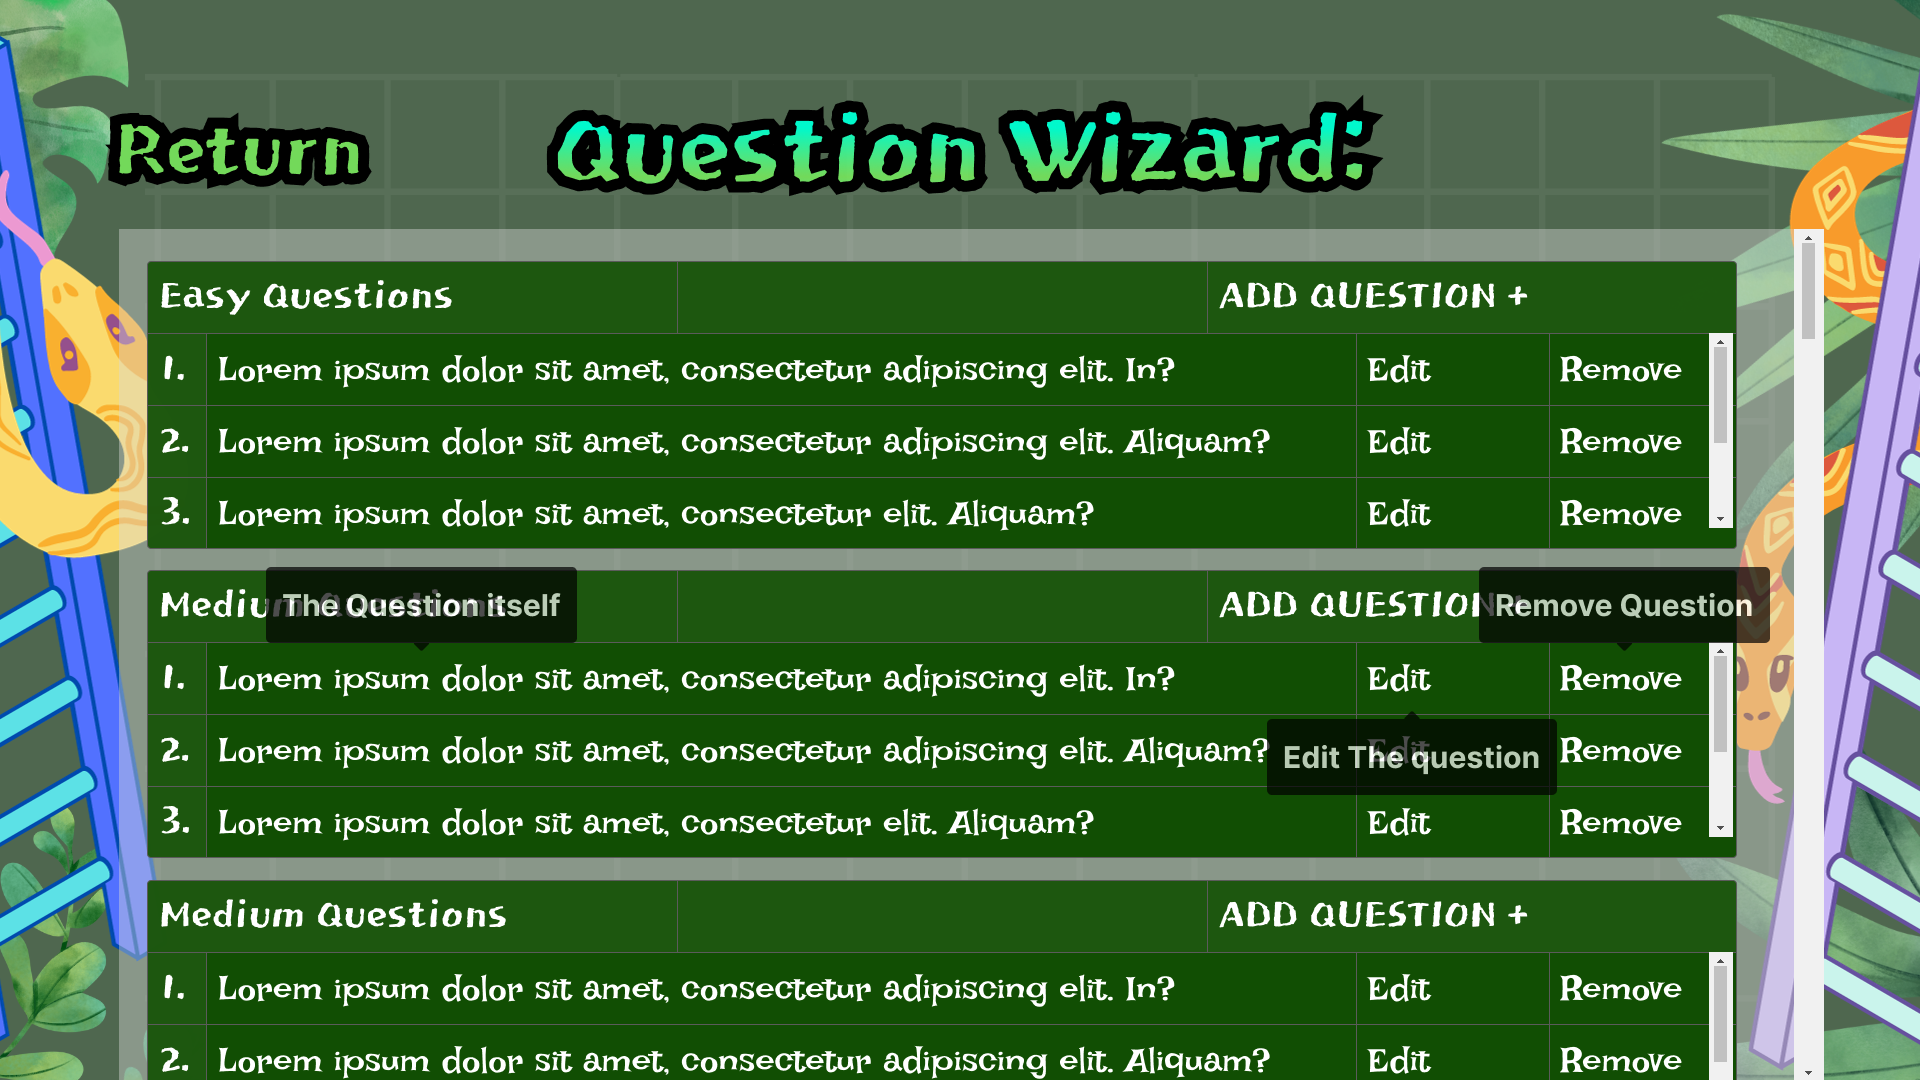 Return
Question Wizard:
Easy Questions ADD QUESTION +
1. Lorem ipsum dolor sit amet, consectetur adipiscing elit. In? Edit Remove
2. Lorem ipsum dolor sit amet, consectetur adipiscing elit. Aliquam? Edit Remove
3. Lorem ipsum dolor sit amet, consectetur elit. Aliquam? Edit Remove
Medium Questions ADD QUESTION +
The Question itself
Remove Question
1. Lorem ipsum dolor sit amet, consectetur adipiscing elit. In? Edit Remove
2. Lorem ipsum dolor sit amet, consectetur adipiscing elit. Aliquam? Edit Remove
Edit The question
3. Lorem ipsum dolor sit amet, consectetur elit. Aliquam? Edit Remove
Medium Questions ADD QUESTION +
1. Lorem ipsum dolor sit amet, consectetur adipiscing elit. In? Edit Remove
2. Lorem ipsum dolor sit amet, consectetur adipiscing elit. Aliquam? Edit Remove